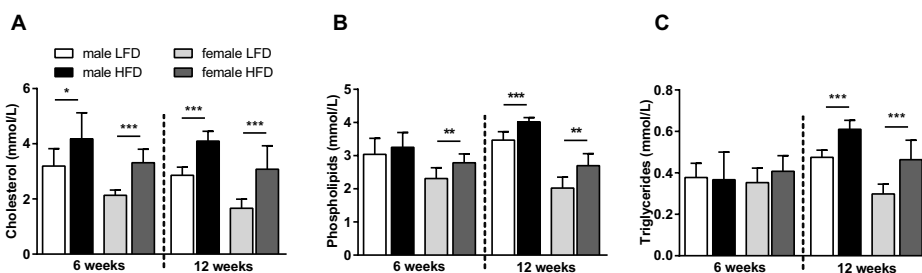 A
B
C
male LFD
female LFD
male HFD
female HFD
Cholesterol (mmol/L)
6
4
2
0
*
***
***
***
6 weeks
12 weeks
Phospholipids (mmol/L)
5
4
3
2
1
0
**
***
**
6 weeks
12 weeks
Triglycerides (mmol/L)
0.8
0.6
0.4
0.2
0.0
***
***
6 weeks
12 weeks